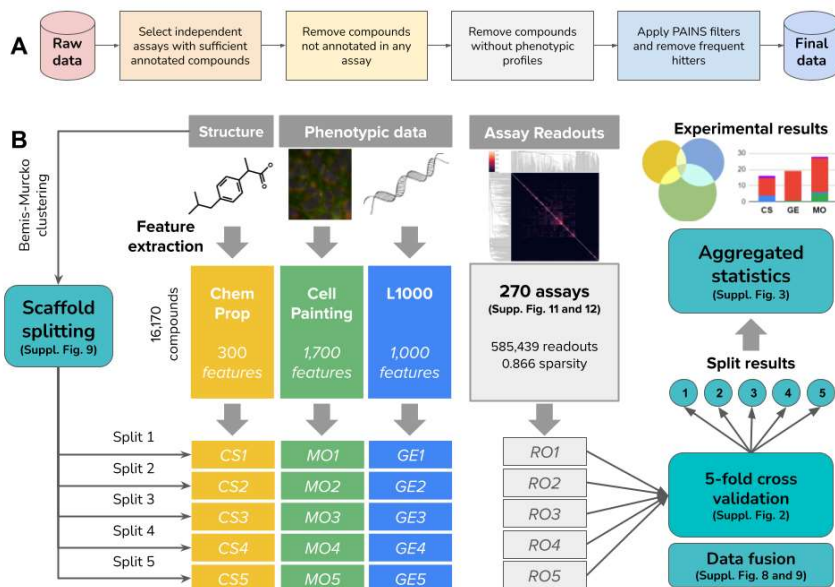 A
Raw
data
Select independent
assays with sufficient
annotated compounds
Remove compounds
not annotated in any
assay
Remove compounds
without phenotypic
profiles
Apply PAINS filters
and remove frequent
hitters
Final
data
B
Bemis-Murcko
clustering
Structure
Phenotypic data
Assay Readouts
Experimental results
30
20
10
0
CS
GE
MO
Feature
extraction
Scaffold
splitting
(Suppl. Fig. 9)
16,170
compounds
Chem
Prop
300
features
Cell
Painting
1,700
features
L1000
1,000
features
270 assays
(Supp. Fig. 11 and 12)
585,439 readouts
0.866 sparsity
Aggregated
statistics
(Suppl. Fig. 3)
Split results
1
2
3
4
5
Split 1
Split 2
Split 3
Split 4
Split 5
CS1
MO1
GE1
RO1
CS2
MO2
GE2
RO2
CS3
MO3
GE3
RO3
CS4
MO4
GE4
RO4
CS5
MO5
GE5
RO5
5-fold cross
validation
(Suppl. Fig. 2)
Data fusion
(Suppl. Fig. 8 and 9)